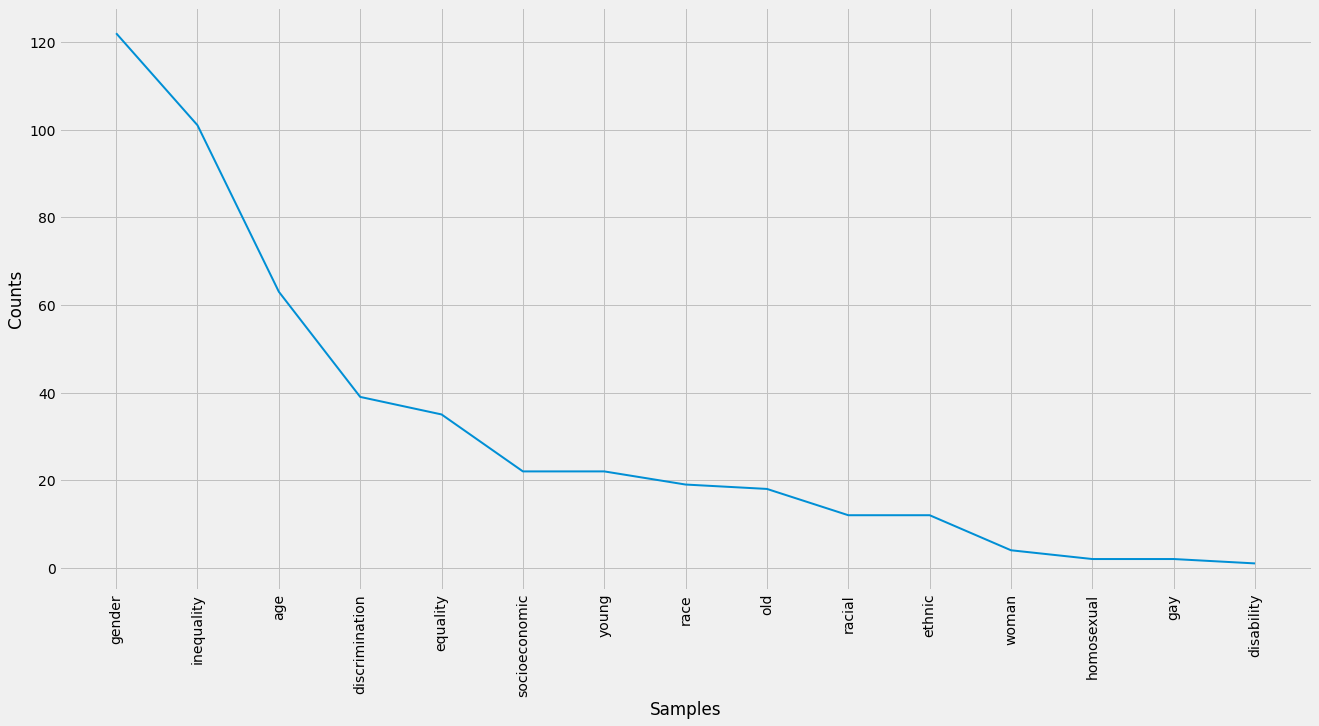 120
100
80
60
40
20
0
Counts
gender
inequality
age
discrimination
equality
socioeconomic
young
race
old
racial
ethnic
woman
homosexual
gay
disability
Samples